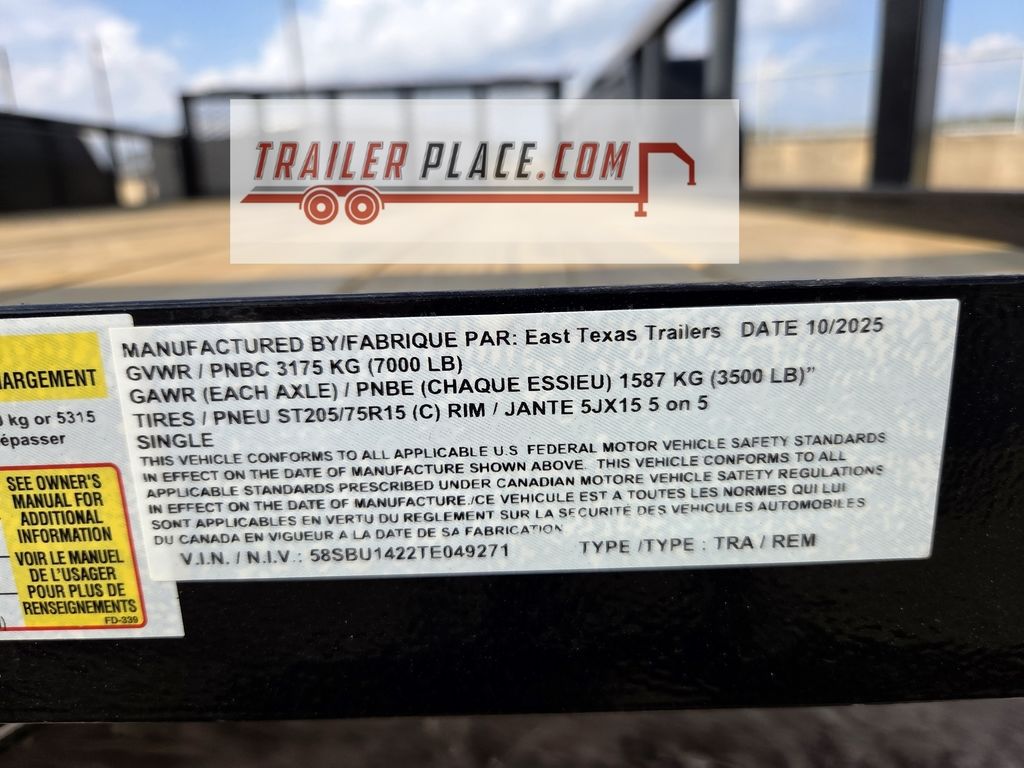 TRAILER PLACE.COM
ARGEMENT
kg or 5315
épasser
SEE OWNER'S
MANUAL FOR
ADDITIONAL
INFORMATION
VOIR LE MANUEL
DE L'USAGER
POUR PLUS DE
RENSEIGNEMENTS
FD-339
MANUFACTURED BY/FABRIQUE PAR: East Texas Trailers DATE 10/2025
GVWR / PNBC 3175 KG (7000 LB)
GAWR (EACH AXLE) / PNBE (CHAQUE ESSIEU) 1587 KG (3500 LB)"
TIRES / PNEU ST205/75R15 (C) RIM / JANTE 5JX15 5 on 5
SINGLE
THIS VEHICLE CONFORMS TO ALL APPLICABLE U.S FEDERAL MOTOR VEHICLE SAFETY STANDARDS
IN EFFECT ON THE DATE OF MANUFACTURE SHOWN ABOVE. THIS VEHICLE CONFORMS TO ALL
APPLICABLE STANDARDS PRESCRIBED UNDER CANADIAN MOTORE VEHICLE SAFETY REGULATIONS
IN EFFECT ON THE DATE OF MANUFACTURE./CE VEHICULE EST A TOUTES LES NORMES QUI LUI
SONT APPLICABLES EN VERTU DU REGLEMENT SUR LA SECURITE DES VEHICULES AUTOMOBILES
DU CANADA EN VIGUEUR A LA DATE DE SA FABRICATION
V.I.N. / N.I.V.: 58SBU1422TE049271 TYPE /TYPE : TRA / REM